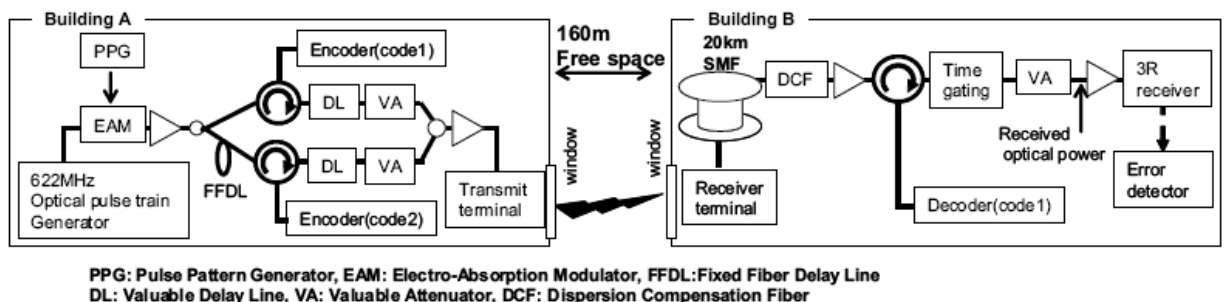 Building A
PPG
EAM
622MHz
Optical pulse train
Generator
FFDL
Encoder(code1)
DL
VA
DL
VA
Encoder(code2)
Transmit
terminal
window
160m
Free space
window
Building B
20km
SMF
DCF
Receiver
terminal
Time
gating
VA
3R
receiver
Received
optical power
Error
detector
Decoder(code1)
PPG: Pulse Pattern Generator, EAM: Electro-Absorption Modulator, FFDL:Fixed Fiber Delay Line
DL: Valuable Delay Line, VA: Valuable Attenuator, DCF: Dispersion Compensation Fiber